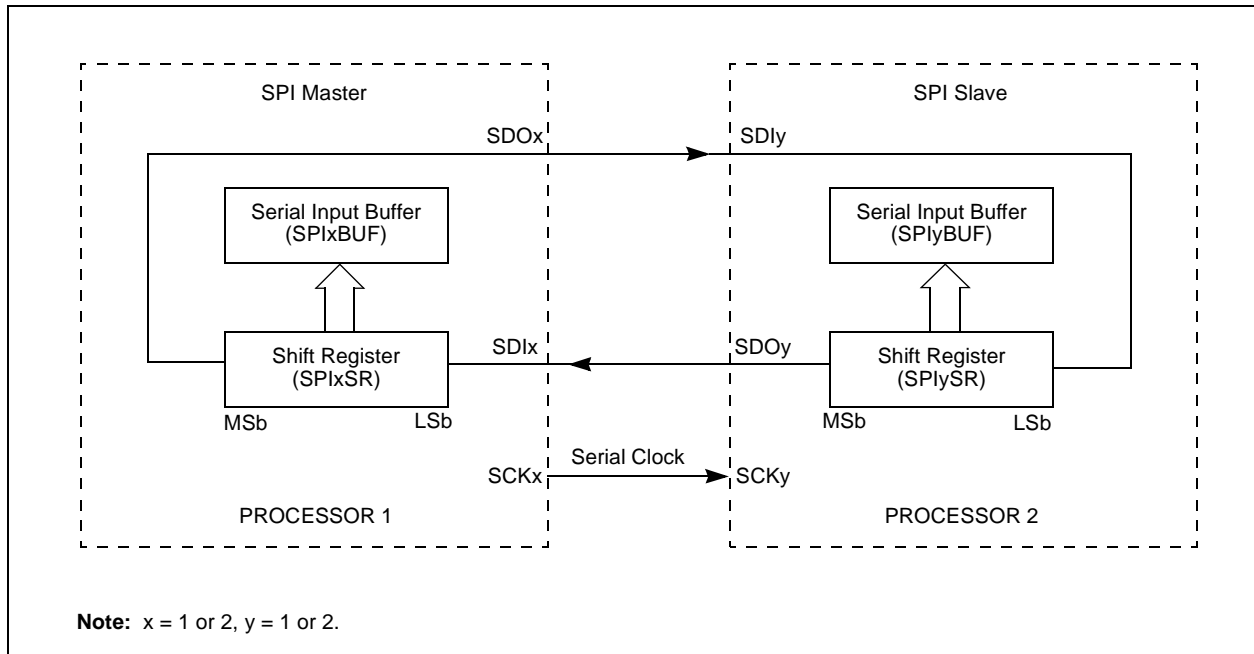 SPI Master
SPI Slave
SDOx
SDIy
Serial Input Buffer
(SPIxBUF)
Serial Input Buffer
(SPIyBUF)
Shift Register
(SPIxSR)
SDIx
SDOy
Shift Register
(SPIySR)
MSb
LSb
MSb
LSb
Serial Clock
SCKx
SCKy
PROCESSOR 1
PROCESSOR 2
Note: x = 1 or 2, y = 1 or 2.